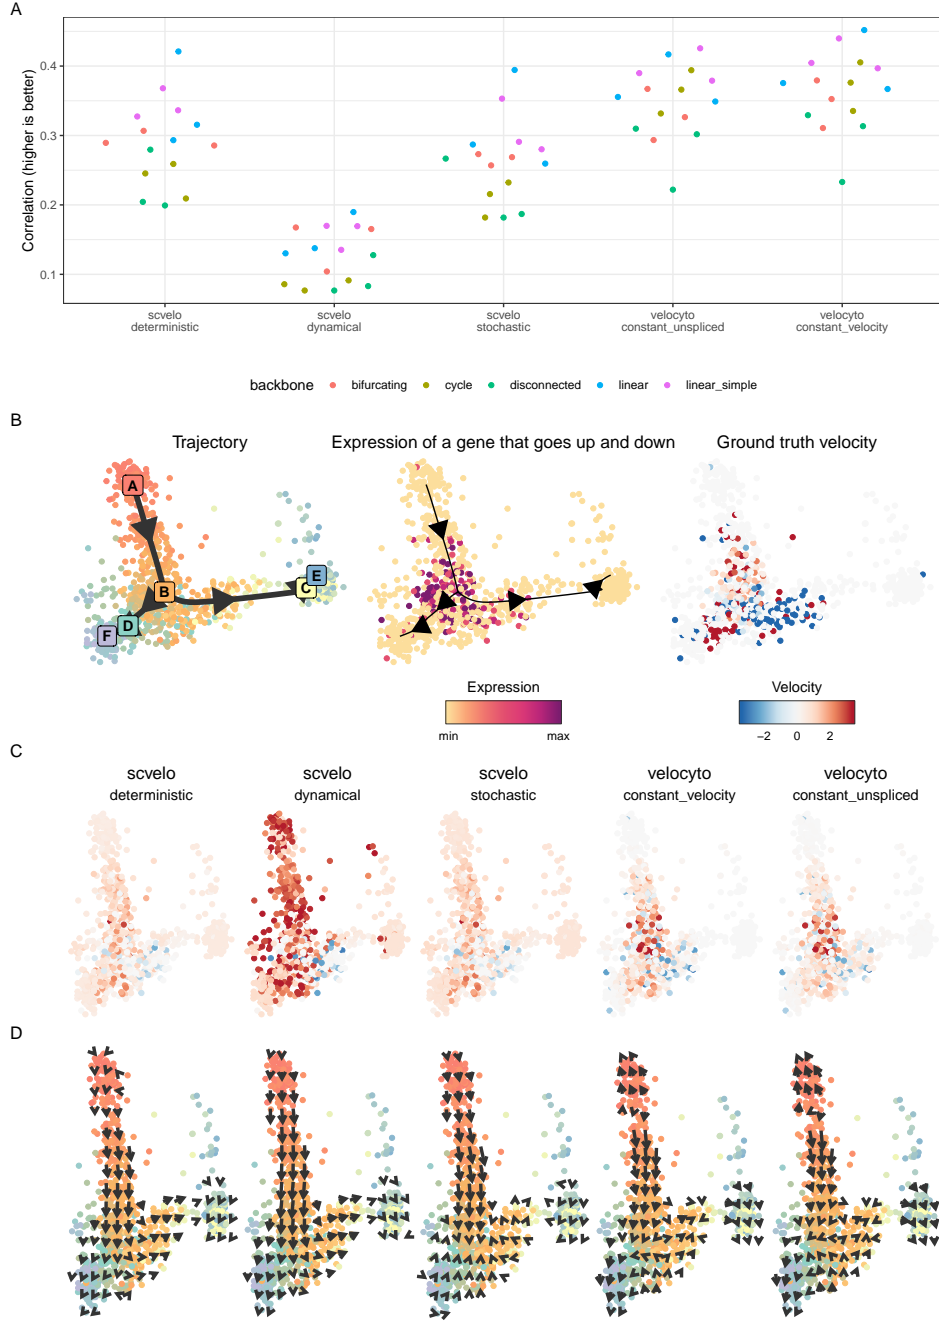 A
Correlation (higher is better)
0.4
0.3
0.2
0.1
scvelo
deterministic
scvelo
dynamical
scvelo
stochastic
velocyto
constant_unspliced
velocyto
constant_velocity
backbone bifurcating cycle disconnected linear linear_simple
B
Trajectory
Expression of a gene that goes up and down
Ground truth velocity
A
B
C
E
D
F
Expression
min max
Velocity
−2 0 2
C
scvelo
deterministic
scvelo
dynamical
scvelo
stochastic
velocyto
constant_velocity
velocyto
constant_unspliced
D